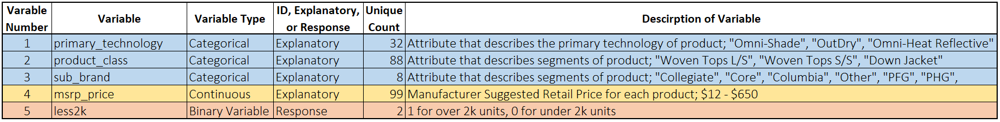 Varable Number | Variable | Variable Type | ID, Explanatory, or Response | Unique Count | Descirption of Variable
1 | primary_technology | Categorical | Explanatory | 32 | Attribute that describes the primary technology of product; "Omni-Shade", "OutDry", "Omni-Heat Reflective"
2 | product_class | Categorical | Explanatory | 88 | Attribute that describes segments of product; "Woven Tops L/S", "Woven Tops S/S", "Down Jacket"
3 | sub_brand | Categorical | Explanatory | 8 | Attribute that describes segments of product; "Collegiate", "Core", "Columbia", "Other", "PFG", "PHG",
4 | msrp_price | Continuous | Explanatory | 99 | Manufacturer Suggested Retail Price for each product; $12 - $650
5 | less2k | Binary Variable | Response | 2 | 1 for over 2k units, 0 for under 2k units